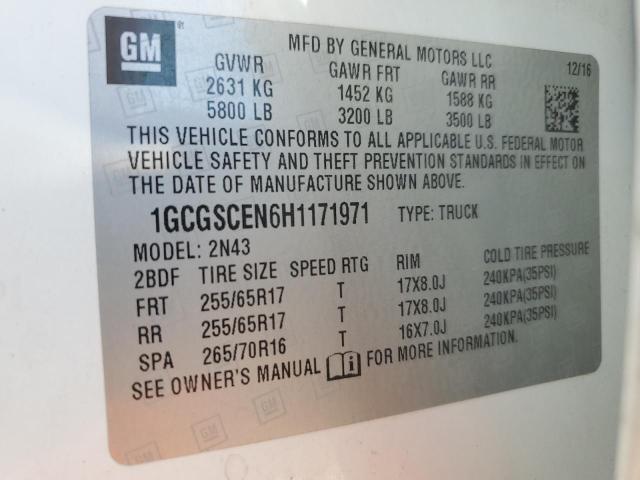 GM
MFD BY GENERAL MOTORS LLC
12/16
GVWR GAWR FRT GAWR RR
2631 KG 1452 KG 1588 KG
5800 LB 3200 LB 3500 LB
THIS VEHICLE CONFORMS TO ALL APPLICABLE U.S. FEDERAL MOTOR
VEHICLE SAFETY AND THEFT PREVENTION STANDARDS IN EFFECT ON
THE DATE OF MANUFACTURE SHOWN ABOVE.
1GCGSCEN6H1171971 TYPE: TRUCK
MODEL: 2N43
2BDF TIRE SIZE SPEED RTG RIM COLD TIRE PRESSURE
FRT 255/65R17 T 17X8.0J 240KPA(35PSI)
RR 255/65R17 T 17X8.0J 240KPA(35PSI)
SPA 265/70R16 T 16X7.0J 240KPA(35PSI)
SEE OWNER'S MANUAL i FOR MORE INFORMATION.